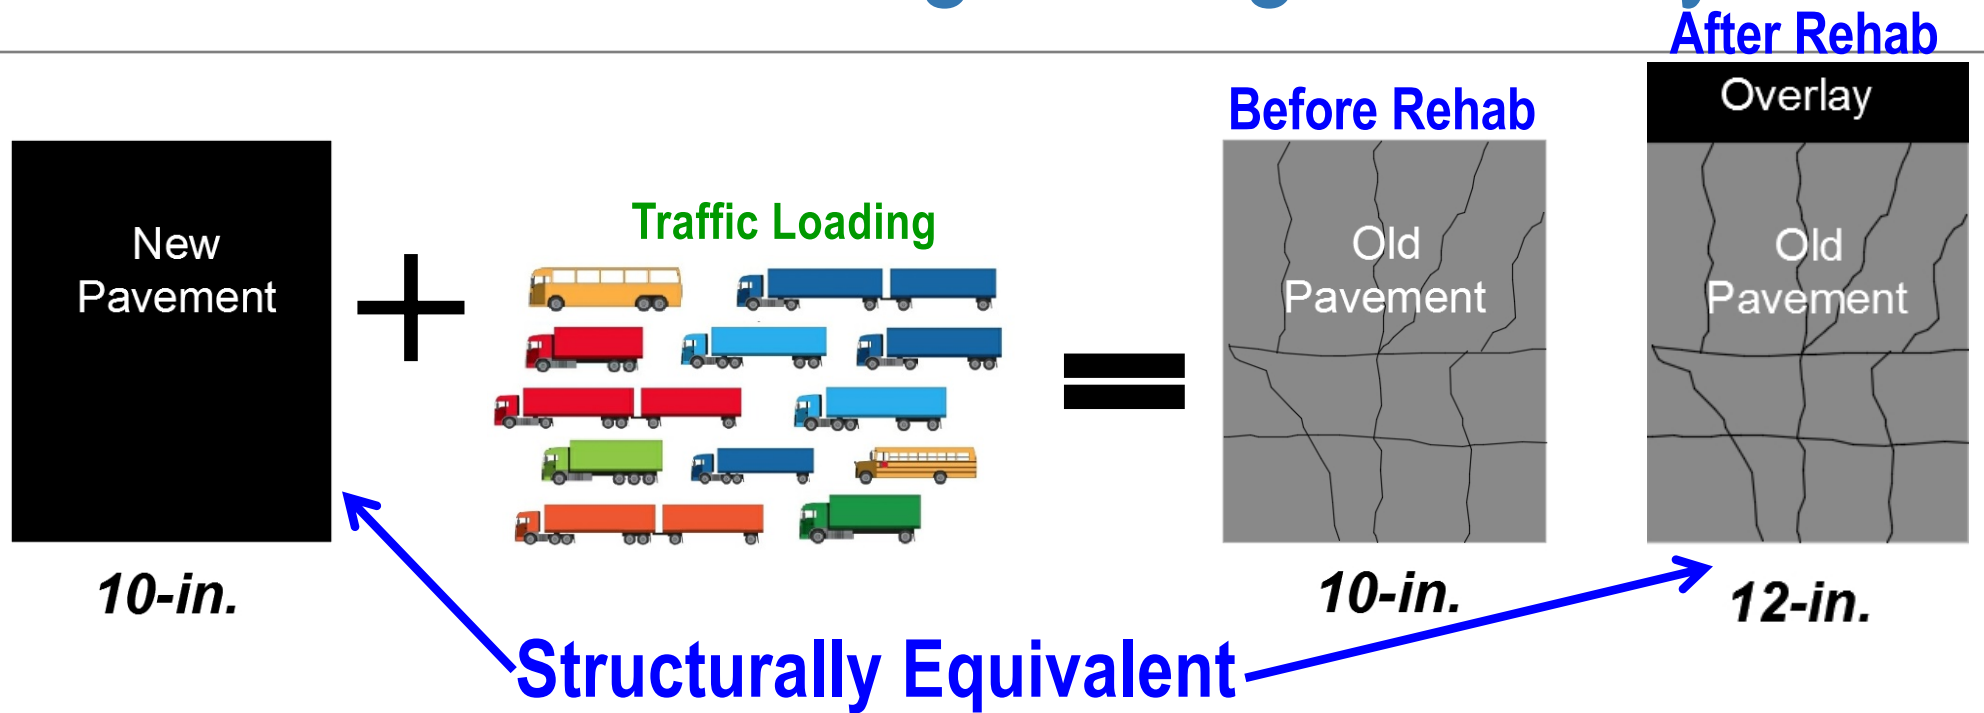 After Rehab
Before Rehab
Overlay
New
Pavement
Traffic Loading
Old
Pavement
Old
Pavement
10-in.
10-in.
12-in.
Structurally Equivalent